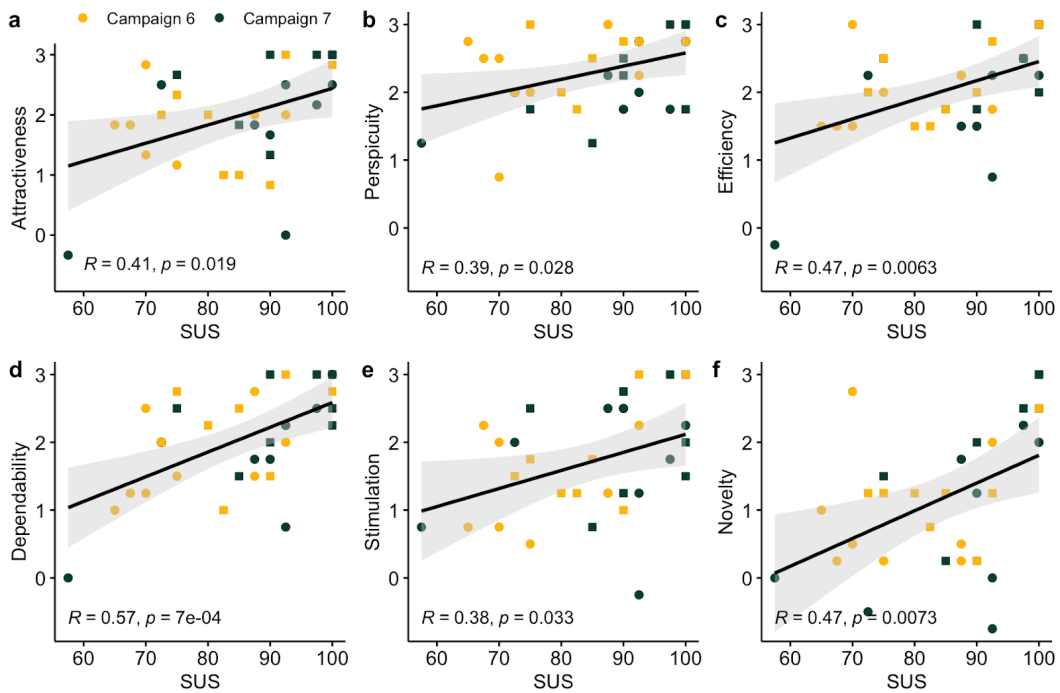 a Campaign 6 Campaign 7 b c
Attractiveness 3 2 1 0
R = 0.41, p = 0.019
60 70 80 90 100
SUS
Perspicuity 3 2 1 0
R = 0.39, p = 0.028
60 70 80 90 100
SUS
Efficiency 3 2 1 0
R = 0.47, p = 0.0063
60 70 80 90 100
SUS
d e f
Dependability 3 2 1 0
R = 0.57, p = 7e-04
60 70 80 90 100
SUS
Stimulation 3 2 1 0
R = 0.38, p = 0.033
60 70 80 90 100
SUS
Novelty 3 2 1 0
R = 0.47, p = 0.0073
60 70 80 90 100
SUS